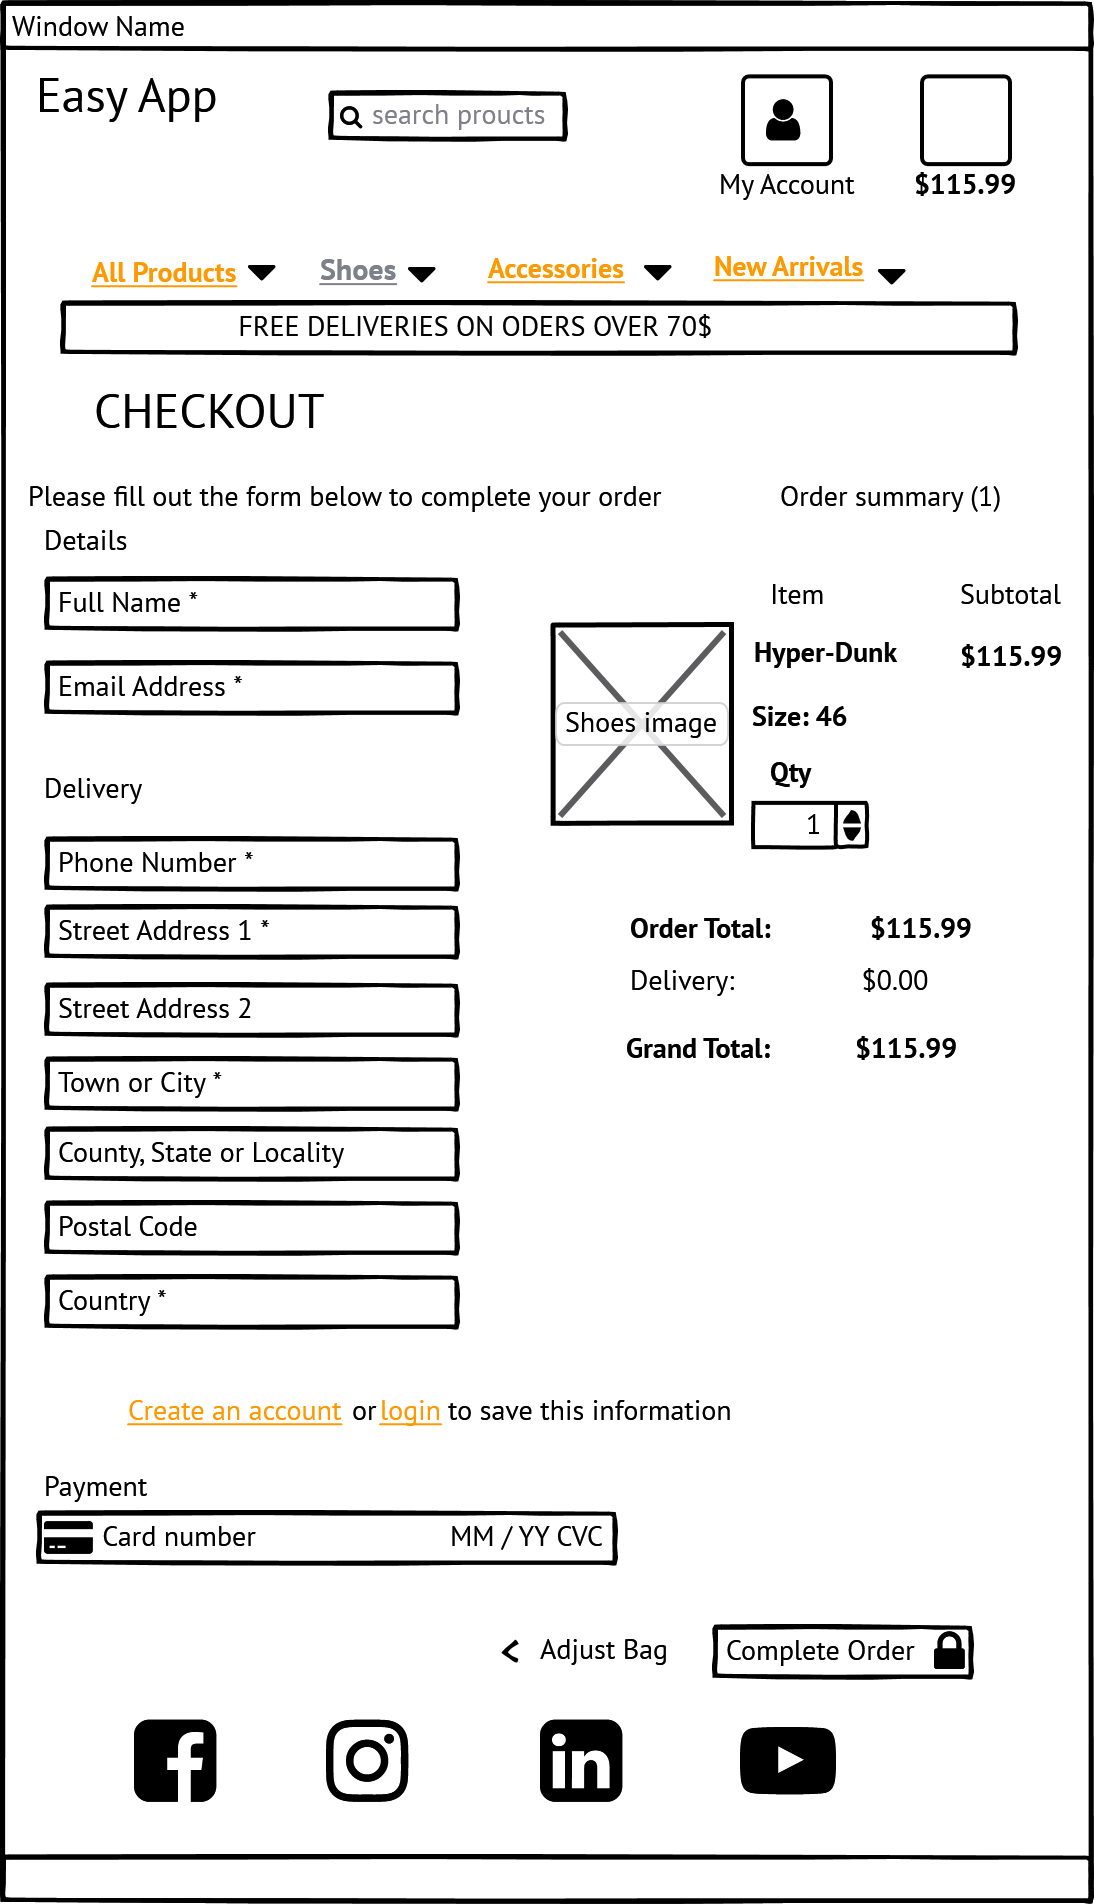 Window Name
Easy App
search proucts
My Account
$115.99
All Products
Shoes
Accessories
New Arrivals
FREE DELIVERIES ON ODERS OVER 70$
CHECKOUT
Please fill out the form below to complete your order
Order summary (1)
Details
Full Name *
Email Address *
Item
Subtotal
Hyper-Dunk
$115.99
Shoes image
Size: 46
Qty
1
Delivery
Phone Number *
Street Address 1 *
Street Address 2
Town or City *
County, State or Locality
Postal Code
Country *
Order Total: $115.99
Delivery: $0.00
Grand Total: $115.99
Create an account or login to save this information
Payment
Card number MM / YY CVC
Adjust Bag
Complete Order